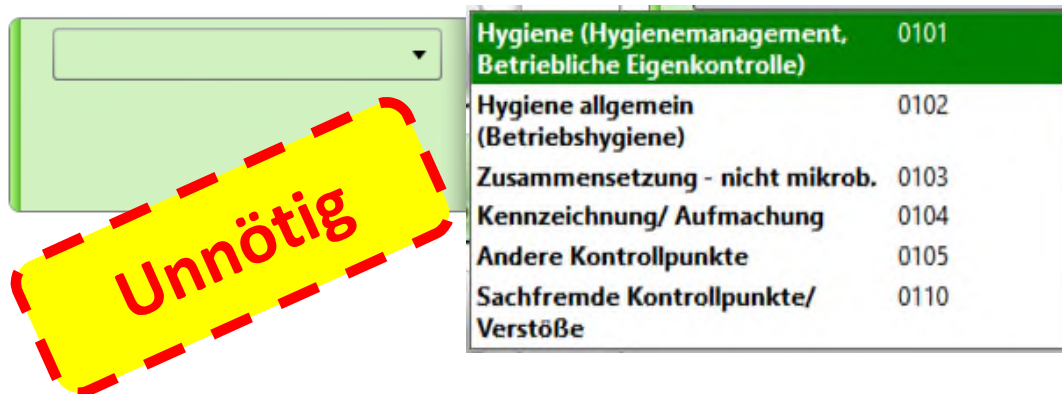 Unnötig
Hygiene (Hygienemanagement, 0101
Betriebliche Eigenkontrolle)
Hygiene allgemein 0102
(Betriebshygiene)
Zusammensetzung - nicht mikrob. 0103
Kennzeichnung/ Aufmachung 0104
Andere Kontrollpunkte 0105
Sachfremde Kontrollpunkte/ 0110
Verstöße